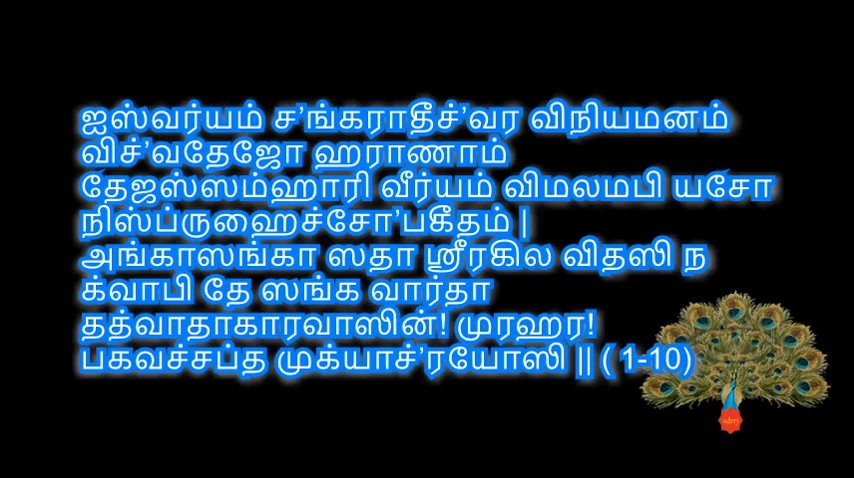 ஐஸ்வர்யம் ச’ங்கராதீச்’வர விநியமனம்
விச்’வதேஜோ ஹராணாம்
தேஜஸ்ஸம்ஹாரி வீர்யம் விமலமபி யசோ
நிஸ்ப்ருஹைச்சோ’பகீதம் |
அங்காஸங்கா ஸதா ஸ்ரீரகில விதஸி ந
க்வாபி தே ஸங்க வார்தா
தத்வாதாகாரவாஸின்! முரஹர!
பகவச்சப்த முக்யாச்’ரயோஸி || ( 1-10)
sdmj